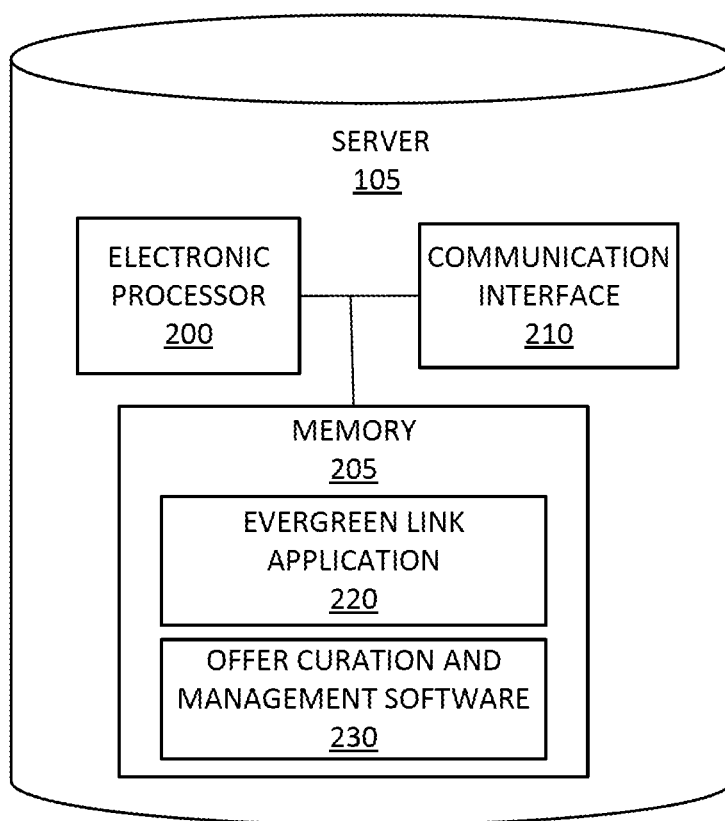 SERVER
105
ELECTRONIC
PROCESSOR
200
COMMUNICATION
INTERFACE
210
MEMORY
205
EVERGREEN LINK
APPLICATION
220
OFFER CURATION AND
MANAGEMENT SOFTWARE
230